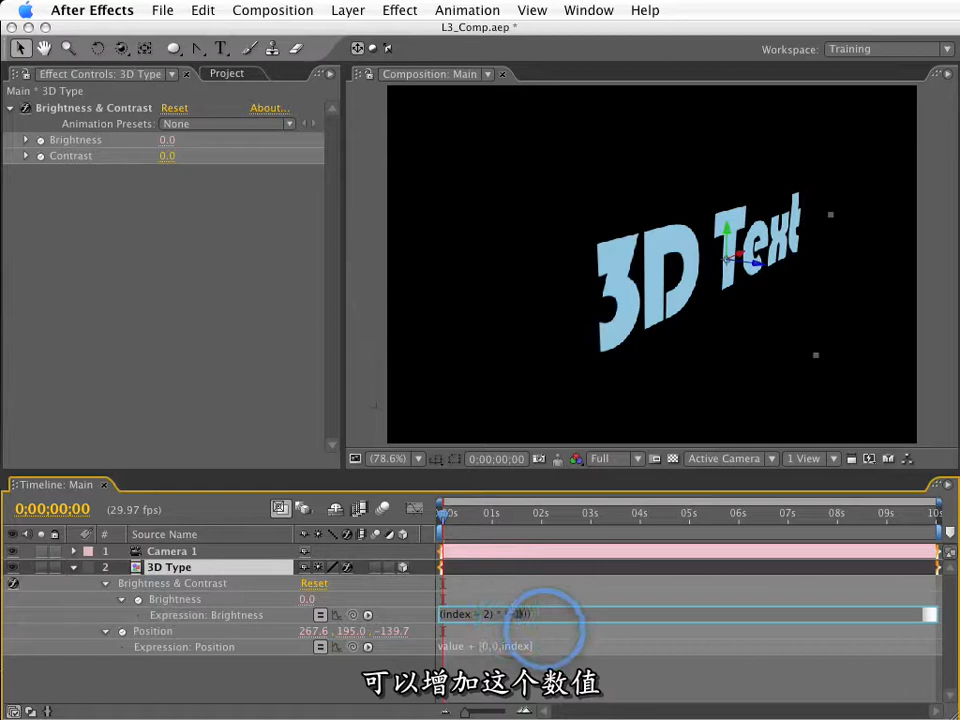 After Effects File Edit Composition Layer Effect Animation View Window Help
L3_Comp.aep *
Workspace: Training
Effect Controls: 3D Type Project
Composition: Main
Main * 3D Type
Brightness & Contrast Reset About...
Animation Presets: None
Brightness 0.0
Contrast 0.0
3D Text
(78.6%) 0;00;00;00 Full Active Camera 1 View
Timeline: Main
0;00;00;00 (29.97 fps)
00s 01s 02s 03s 04s 05s 06s 07s 08s 09s 10s
# Source Name
1 Camera 1
2 3D Type
Brightness & Contrast Reset
Brightness 0.0
Expression: Brightness
Position 267.6, 195.0, -139.7
Expression: Position value + [0,0,index]
可以增加这个数值